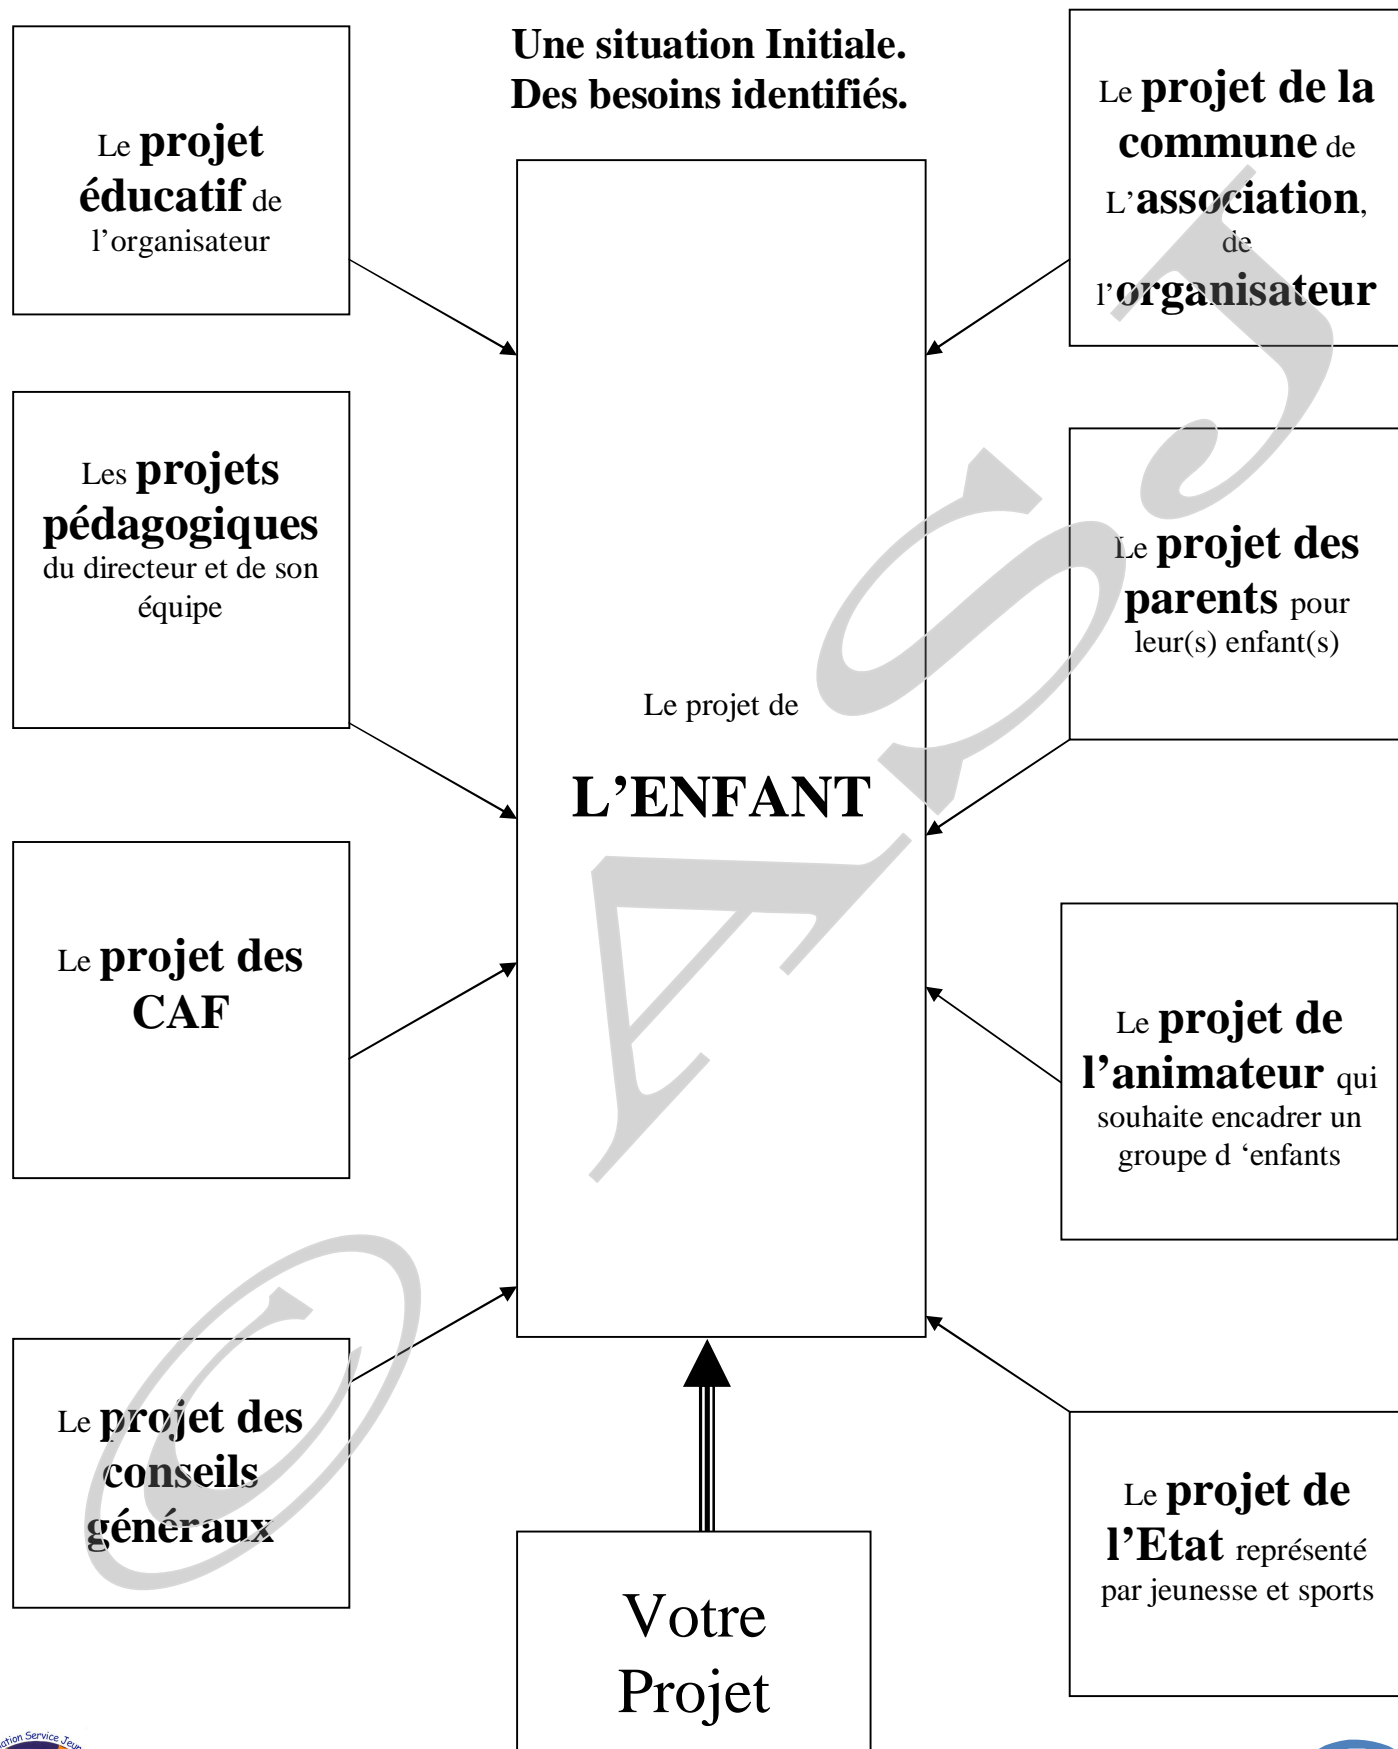 Une situation Initiale.
Des besoins identifiés.
Le projet
éducatif de
l’organisateur
Le projet de la
commune de
L’association,
de
l’organisateur
Les projets
pédagogiques
du directeur et de son
équipe
Le projet des
parents pour
leur(s) enfant(s)
Le projet de
L’ENFANT
Le projet des
CAF
Le projet de
l’animateur qui
souhaite encadrer un
groupe d ‘enfants
Le projet des
conseils
généraux
Le projet de
l’Etat représenté
par jeunesse et sports
Votre
Projet
© ASJ
Service